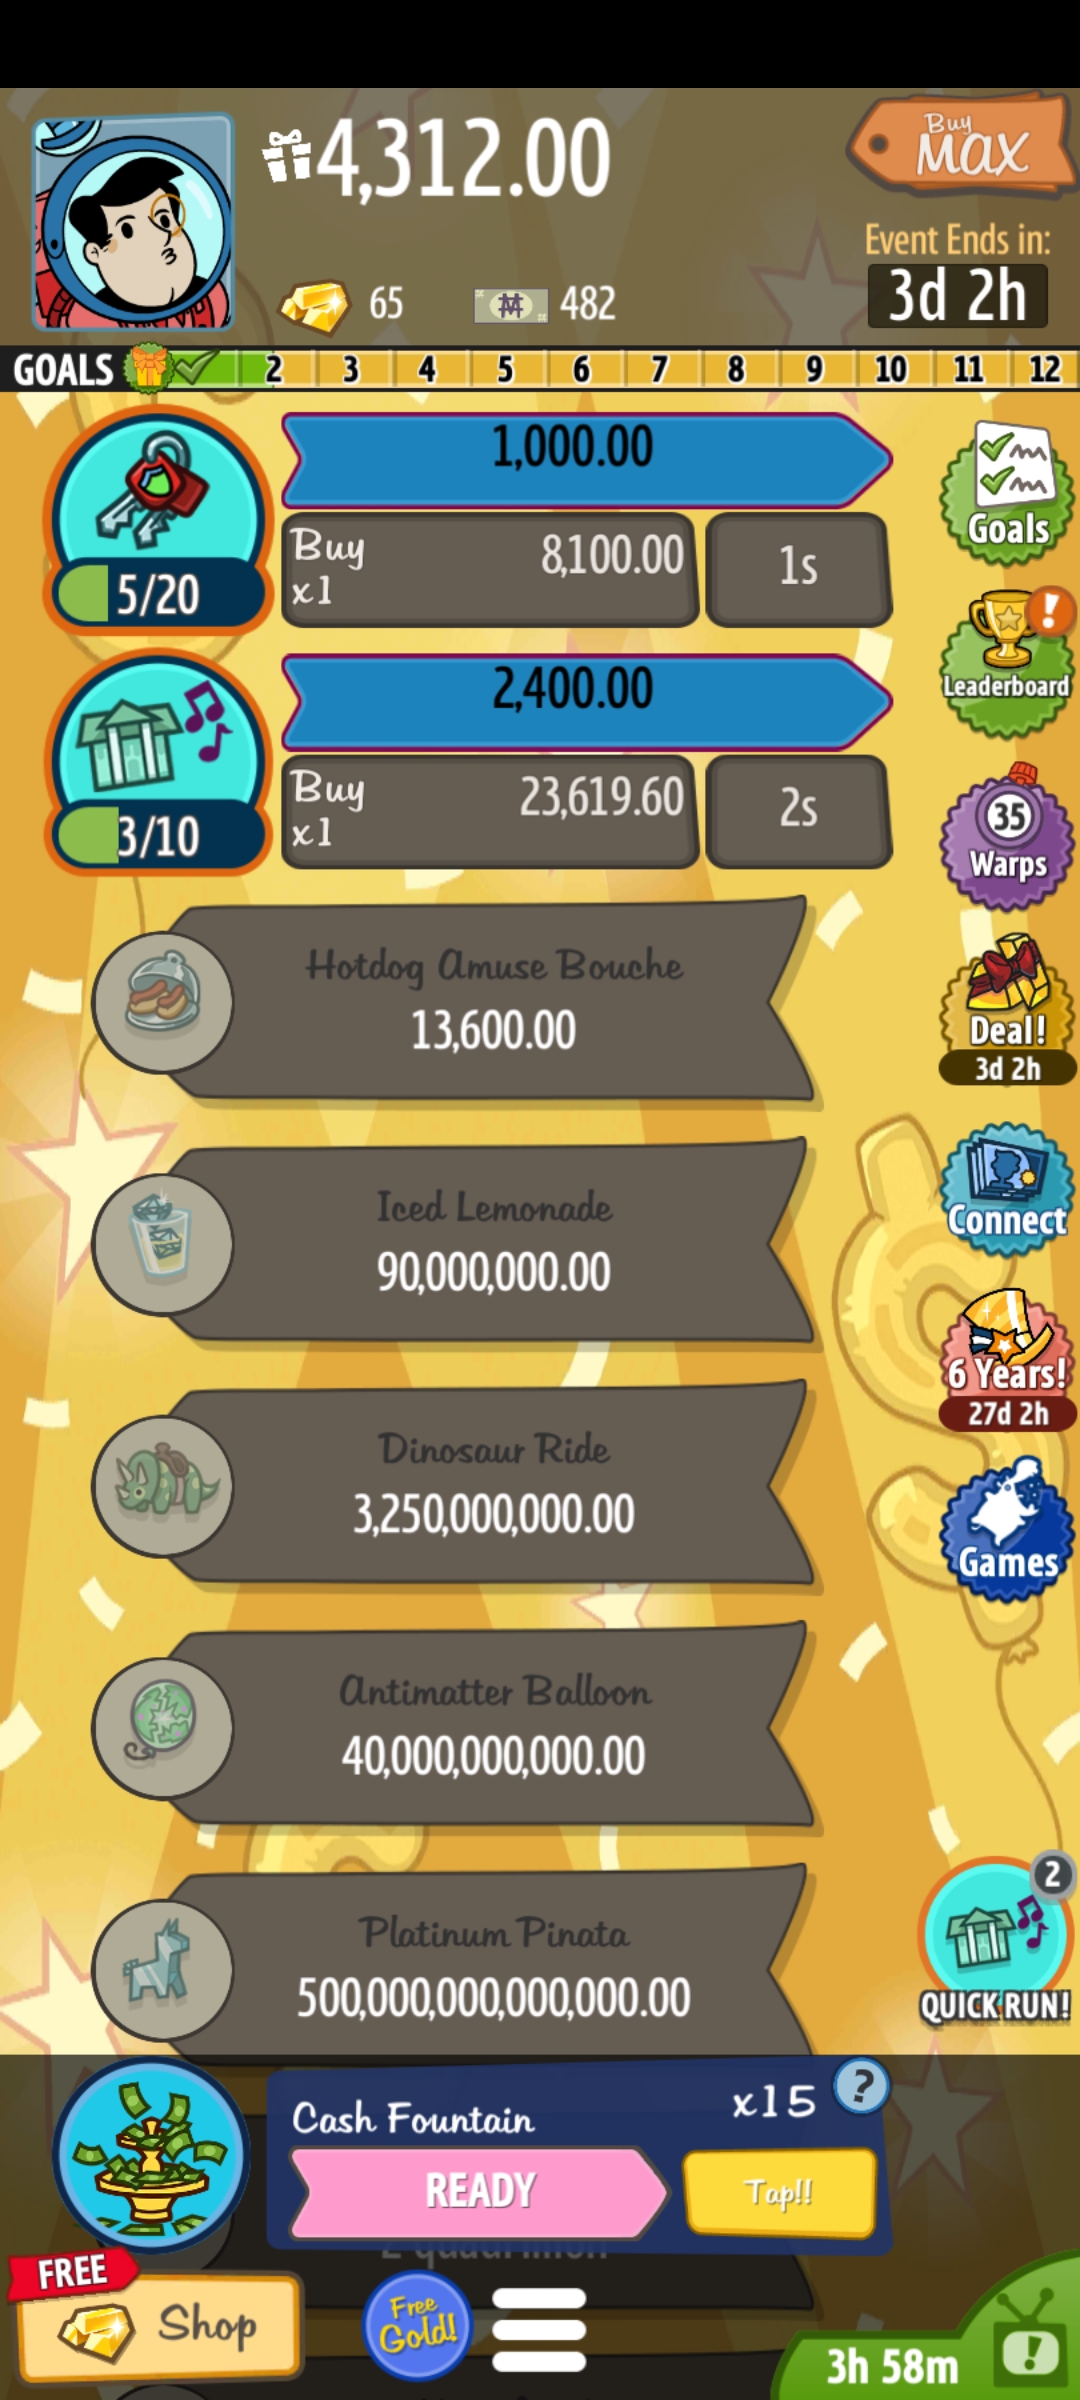 4,312.00
Buy
MAX
65
482
Event Ends in:
3d 2h
GOALS 2 3 4 5 6 7 8 9 10 11 12
1,000.00
Buy
x1
8,100.00
1s
5/20
Goals
2,400.00
Buy
x1
23,619.60
2s
3/10
Leaderboard
35
Warps
Hotdog Amuse Bouche
13,600.00
Deal!
3d 2h
Iced Lemonade
90,000,000.00
Connect
Dinosaur Ride
3,250,000,000.00
6 Years!
27d 2h
Games
Antimatter Balloon
40,000,000,000.00
Platinum Pinata
500,000,000,000,000.00
2
QUICK RUN!
Cash Fountain
x15
?
READY
Tap!!
FREE
Shop
Free
Gold!
3h 58m